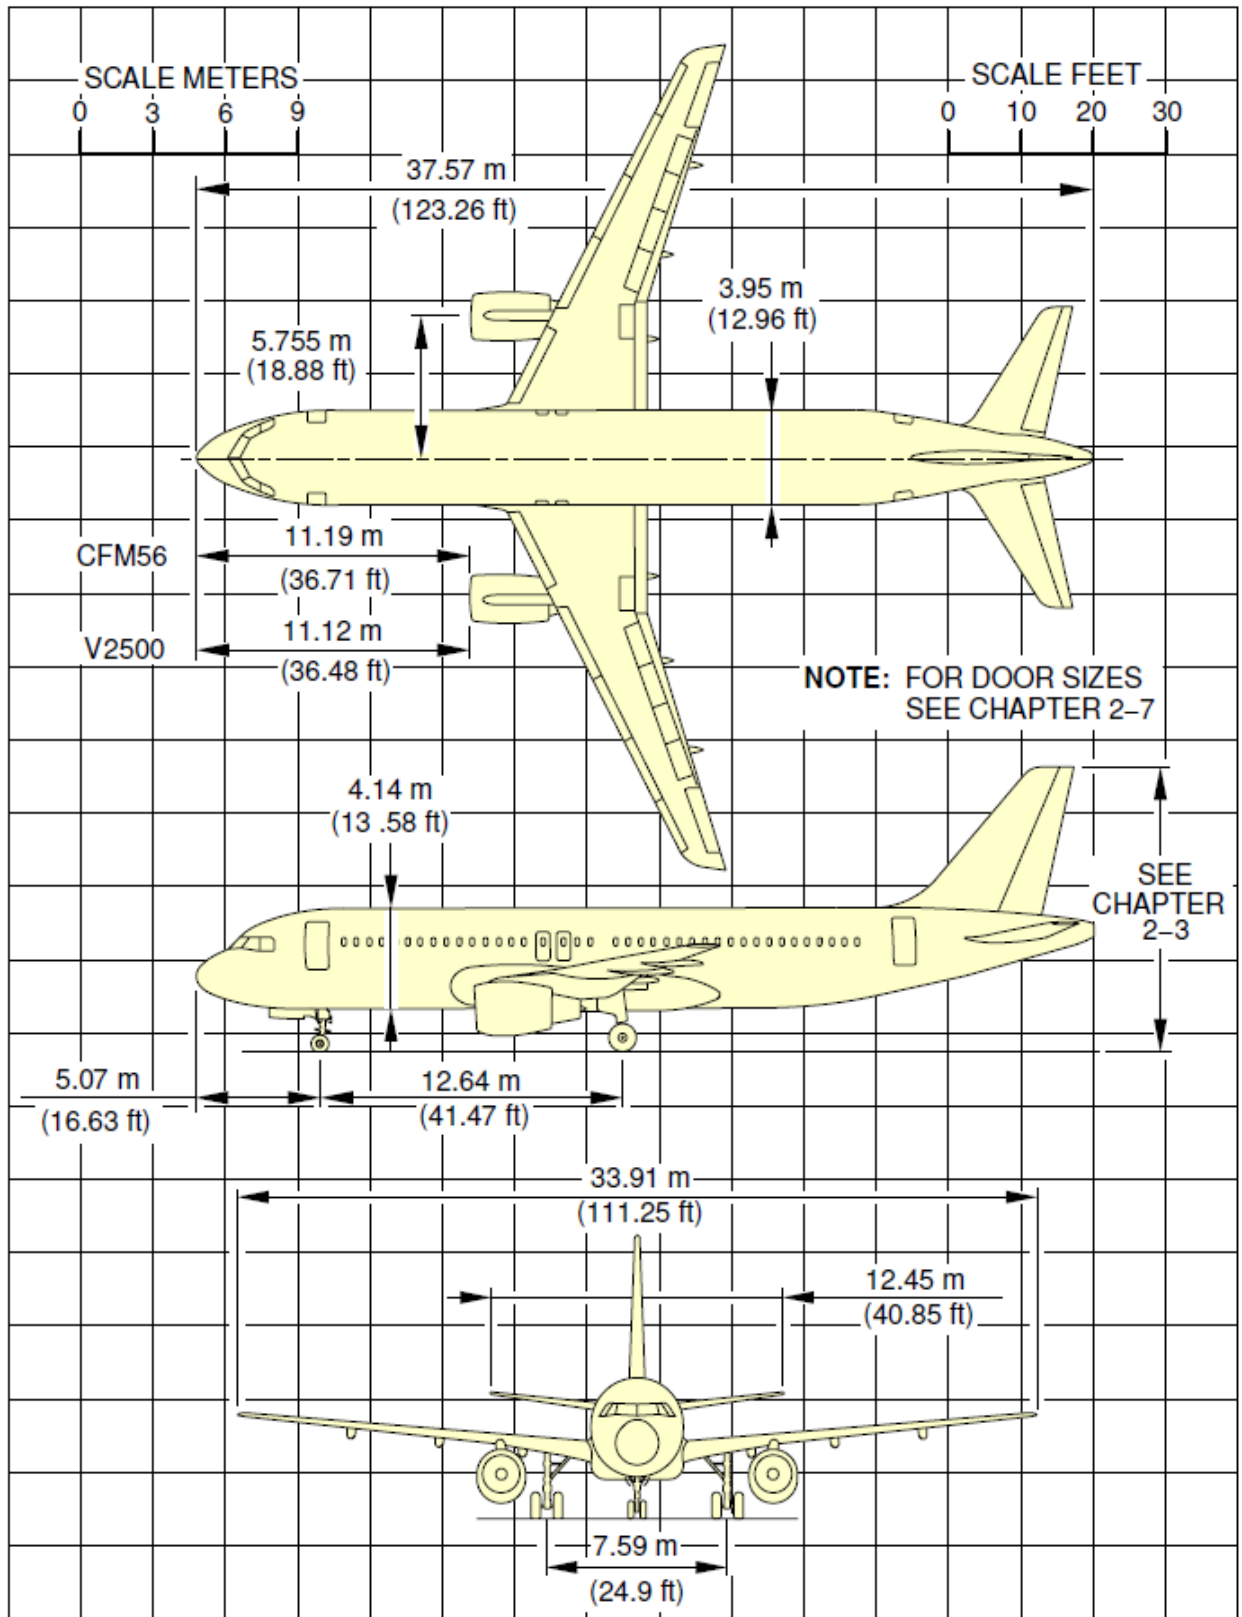 SCALE METERS
0 3 6 9
SCALE FEET
0 10 20 30
37.57 m
(123.26 ft)
3.95 m
(12.96 ft)
5.755 m
(18.88 ft)
CFM56
11.19 m
(36.71 ft)
V2500
11.12 m
(36.48 ft)
NOTE: FOR DOOR SIZES
SEE CHAPTER 2–7
4.14 m
(13 .58 ft)
SEE
CHAPTER
2–3
5.07 m
(16.63 ft)
12.64 m
(41.47 ft)
33.91 m
(111.25 ft)
12.45 m
(40.85 ft)
7.59 m
(24.9 ft)